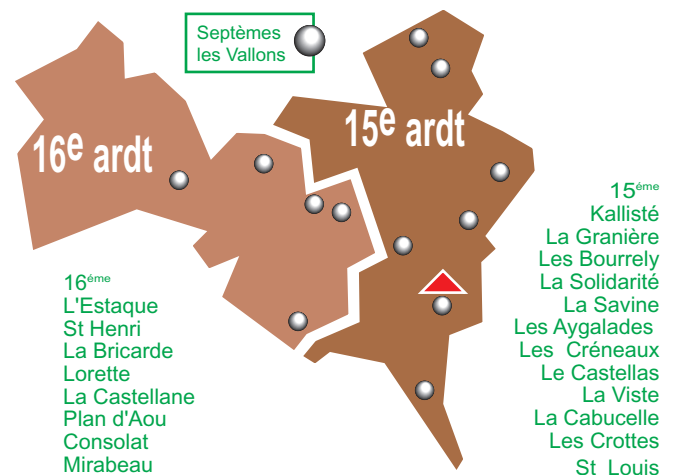 Septèmes
les Vallons
15e ardt
16e ardt
16éme
L'Estaque
St Henri
La Bricarde
Lorette
La Castellane
Plan d'Aou
Consolat
Mirabeau
15éme
Kallisté
La Granière
Les Bourrely
La Solidarité
La Savine
Les Aygalades
Les Créneaux
Le Castellas
La Viste
La Cabucelle
Les Crottes
St Louis